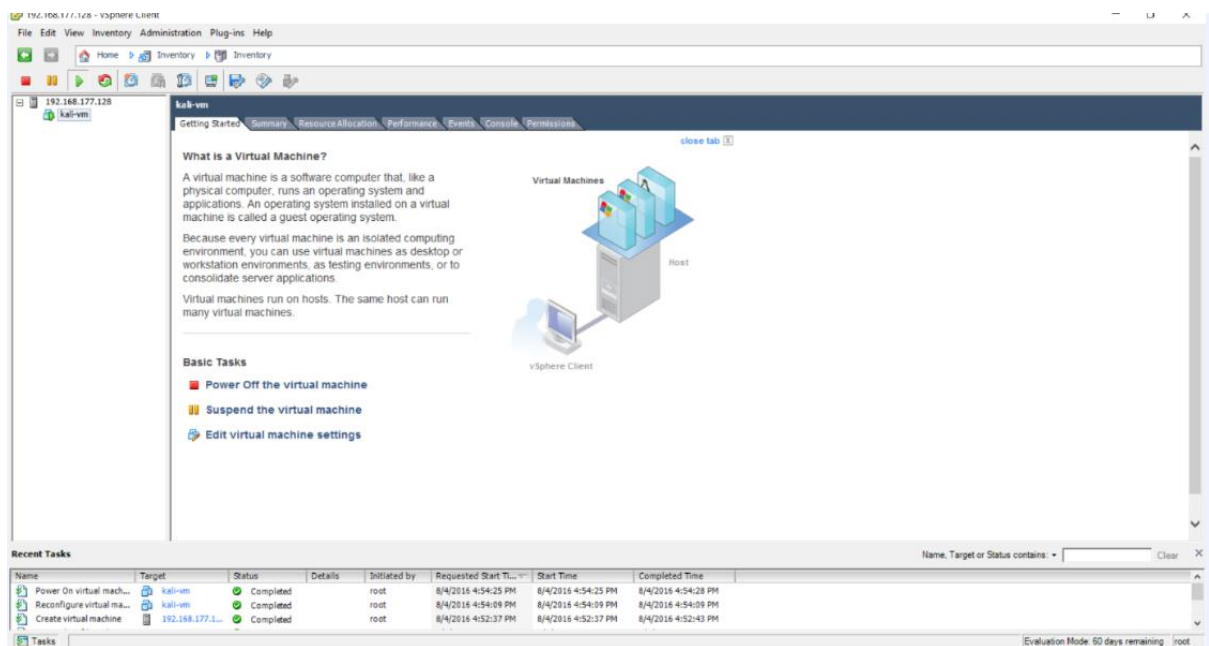 192.168.177.128 - vSphere Client
File Edit View Inventory Administration Plug-ins Help
Home Inventory Inventory
192.168.177.128
kali-vm
kali-vm
Getting Started Summary Resource Allocation Performance Events Console Permissions
close tab X
What is a Virtual Machine?
A virtual machine is a software computer that, like a
physical computer, runs an operating system and
applications. An operating system installed on a virtual
machine is called a guest operating system.
Because every virtual machine is an isolated computing
environment, you can use virtual machines as desktop or
workstation environments, as testing environments, or to
consolidate server applications.
Virtual machines run on hosts. The same host can run
many virtual machines.
Virtual Machines
Host
vSphere Client
Basic Tasks
Power Off the virtual machine
Suspend the virtual machine
Edit virtual machine settings
Recent Tasks Name, Target or Status contains: Clear
Name Target Status Details Initiated by Requested Start Ti... Start Time Completed Time
Power On virtual mach... kali-vm Completed root 8/4/2016 4:54:25 PM 8/4/2016 4:54:25 PM 8/4/2016 4:54:28 PM
Reconfigure virtual ma... kali-vm Completed root 8/4/2016 4:54:09 PM 8/4/2016 4:54:09 PM 8/4/2016 4:54:09 PM
Create virtual machine 192.168.177.1... Completed root 8/4/2016 4:52:37 PM 8/4/2016 4:52:37 PM 8/4/2016 4:52:43 PM
Tasks Evaluation Mode: 60 days remaining root